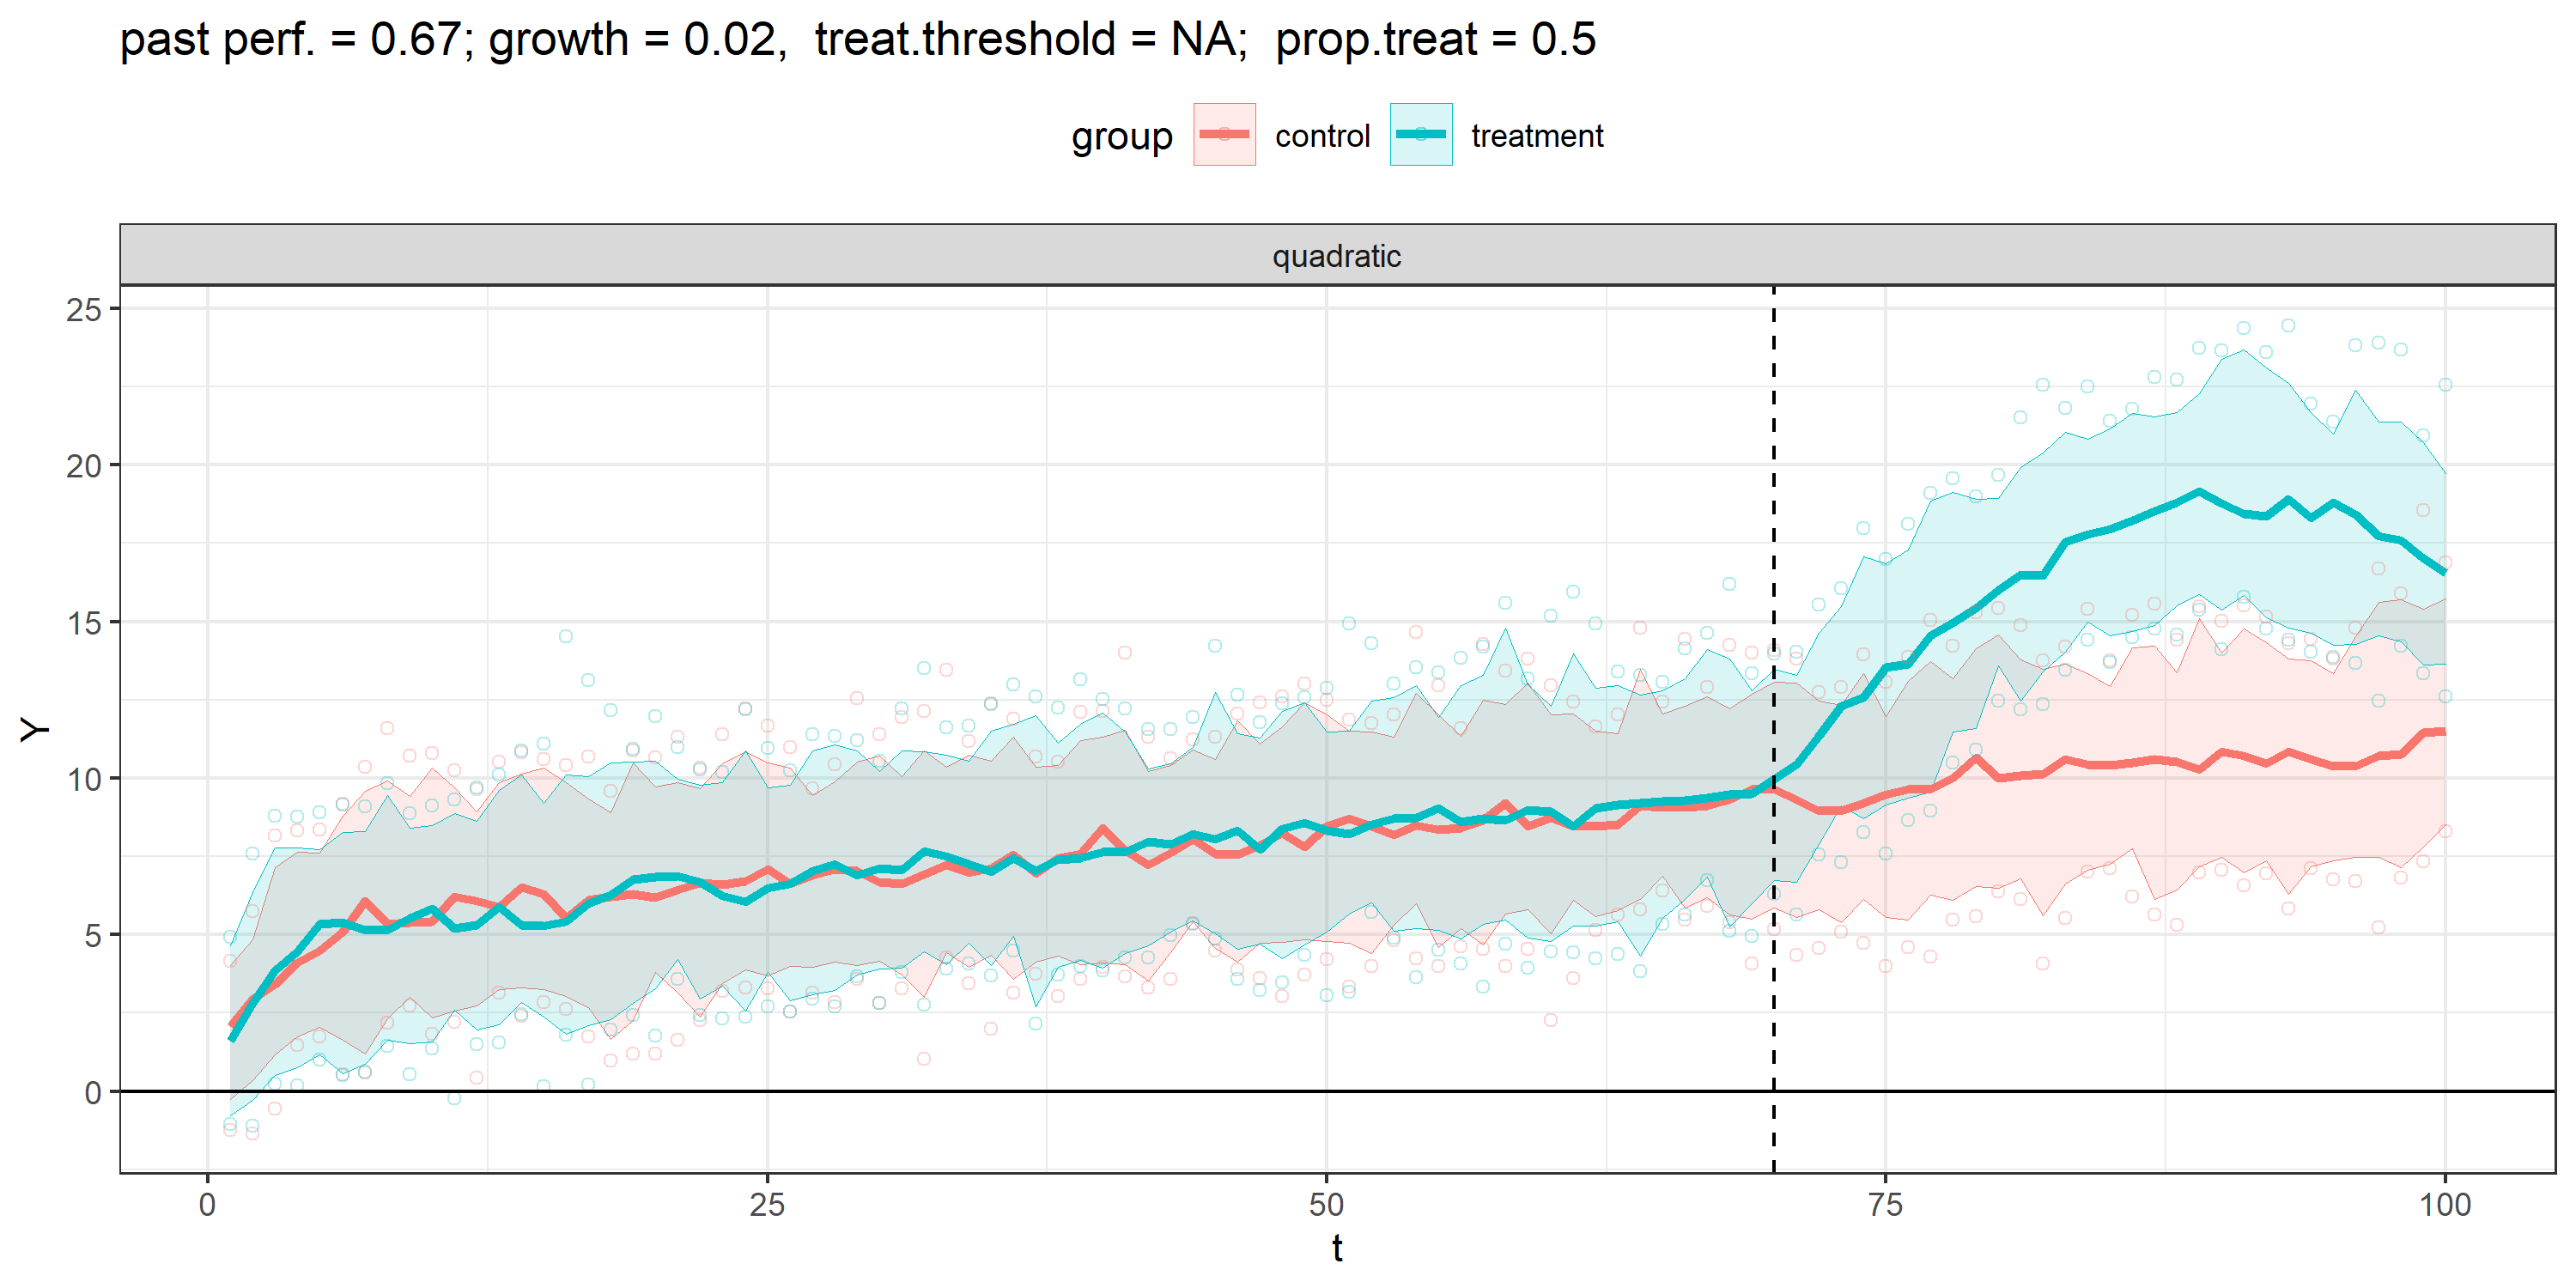 past perf. = 0.67; growth = 0.02,  treat.threshold = NA;  prop.treat = 0.5
group control treatment
quadratic
25
20
15
10
5
0
Y
0 25 50 75 100
t